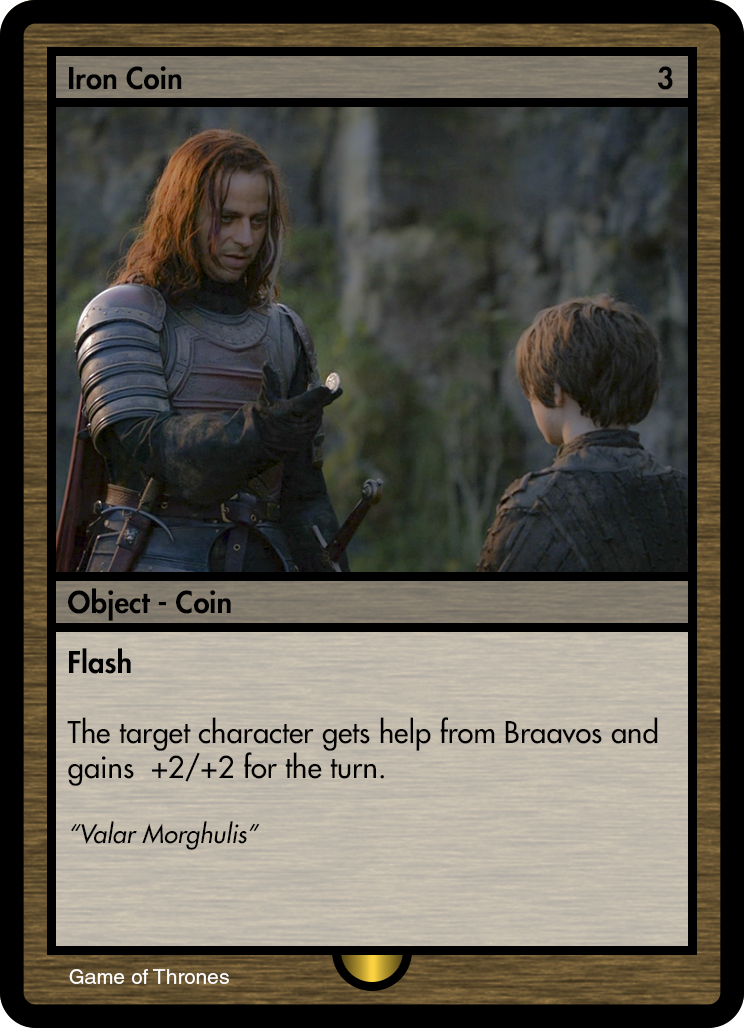 Iron Coin 3
Object - Coin
Flash
The target character gets help from Braavos and
gains  +2/+2 for the turn.
“Valar Morghulis”
Game of Thrones